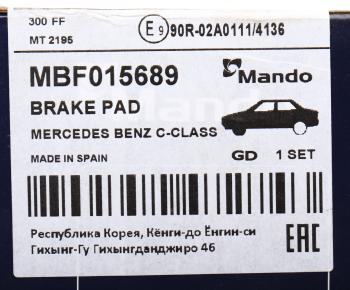 300 FF
MT 2195
E9 90R-02A0111/4136
MBF015689
Mando
BRAKE PAD
MERCEDES BENZ C-CLASS
MADE IN SPAIN
GD 1 SET
Республика Корея, Кёнги-до Ёнгин-си
Гихынг-Гу Гихынгданджиро 46
EAC